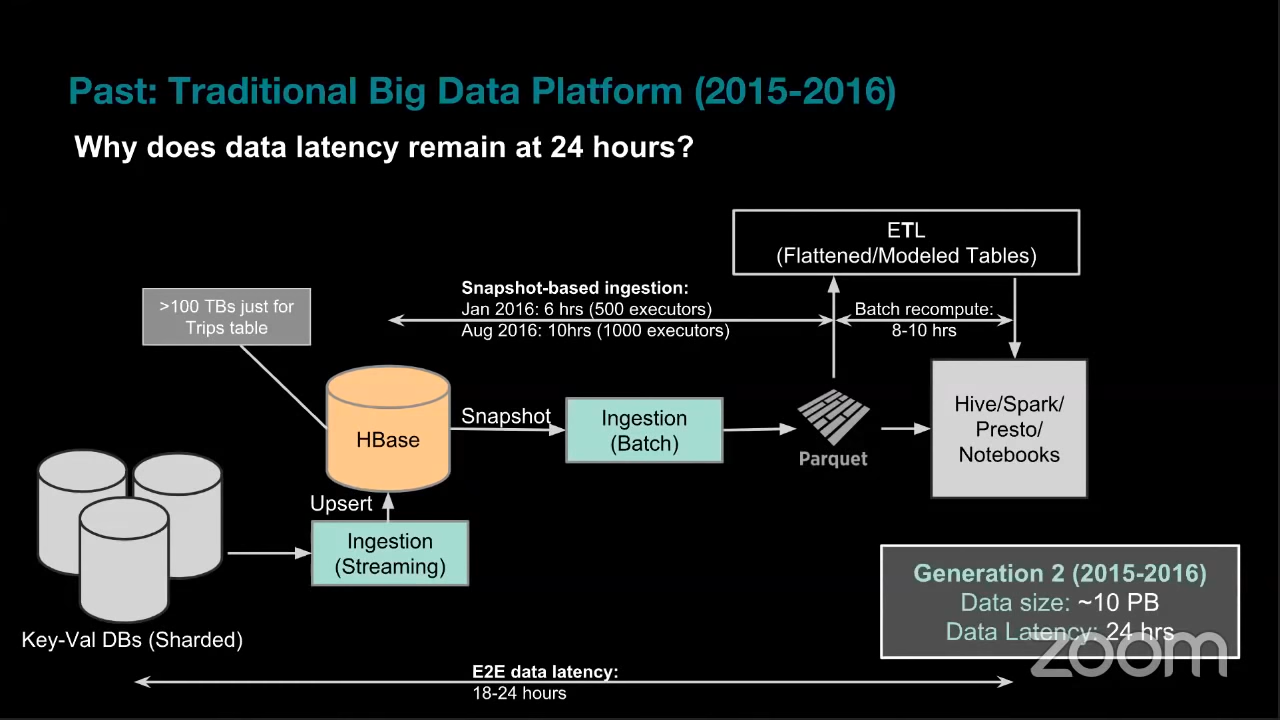 Past: Traditional Big Data Platform (2015-2016)
Why does data latency remain at 24 hours?
ETL
(Flattened/Modeled Tables)
Snapshot-based ingestion:
Jan 2016: 6 hrs (500 executors)
Aug 2016: 10hrs (1000 executors)
Batch recompute:
8-10 hrs
>100 TBs just for
Trips table
HBase
Snapshot
Ingestion
(Batch)
Parquet
Hive/Spark/
Presto/
Notebooks
Upsert
Ingestion
(Streaming)
Key-Val DBs (Sharded)
Generation 2 (2015-2016)
Data size: ~10 PB
Data Latency: 24 hrs
zoom
E2E data latency:
18-24 hours